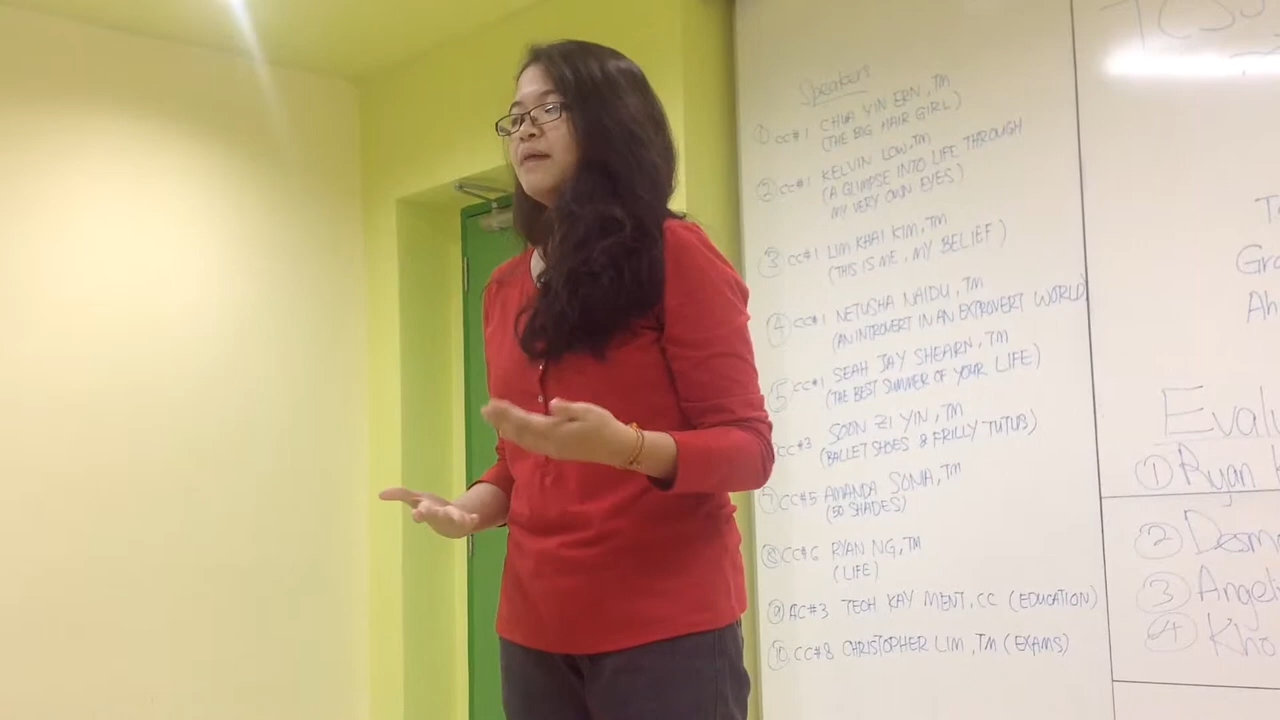 Speakers
① CC#1 CHUA YIN ERN, TM
(THE BIG HAIR GIRL)
② CC#1 KELVIN LOW, TM
(A GLIMPSE INTO LIFE THROUGH
MY VERY OWN EYES)
③ CC#1 LIM KHAI KIM, TM
(THIS IS ME, MY BELIEF)
④ CC#1 NETUSHA NAIDU, TM
(AN INTROVERT IN AN EXTROVERT WORLD)
5 CC#1 SEAH JAY SHEARN, TM
(THE BEST SUMMER OF YOUR LIFE)
CC#3 SOON ZI YIN, TM
(BALLET SHOES & FRILLY TUTUS)
⑦ CC#5 AMANDA SONIA, TM
(50 SHADES)
⑧ CC#6 RYAN NG, TM
(LIFE)
⑨ AC#3 TEOH KAY MENT, CC (EDUCATION)
⑩ CC#8 CHRISTOPHER LIM, TM (EXAMS)
Gra
Ah
Evalu
① Ryan
② Desm
③ Angel
④ Kho